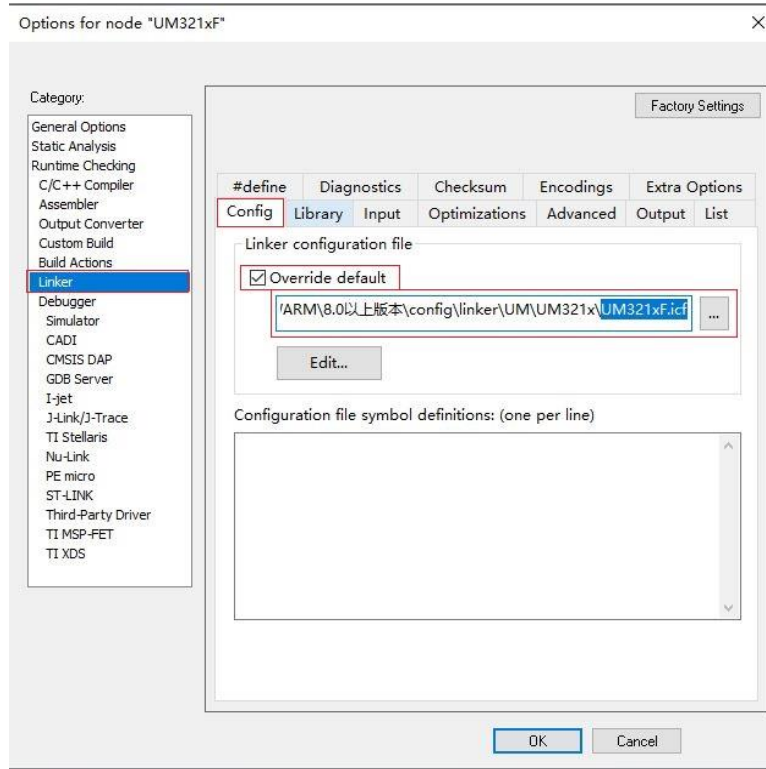 Options for node "UM321xF"
Category:
General Options
Static Analysis
Runtime Checking
C/C++ Compiler
Assembler
Output Converter
Custom Build
Build Actions
Linker
Debugger
Simulator
CADI
CMSIS DAP
GDB Server
I-jet
J-Link/J-Trace
TI Stellaris
Nu-Link
PE micro
ST-LINK
Third-Party Driver
TI MSP-FET
TI XDS
Factory Settings
#define Diagnostics Checksum Encodings Extra Options
Config Library Input Optimizations Advanced Output List
Linker configuration file
Override default
ARM\8.0以上版本\config\linker\UM\UM321x\UM321xF.icf ...
Edit...
Configuration file symbol definitions: (one per line)
OK Cancel